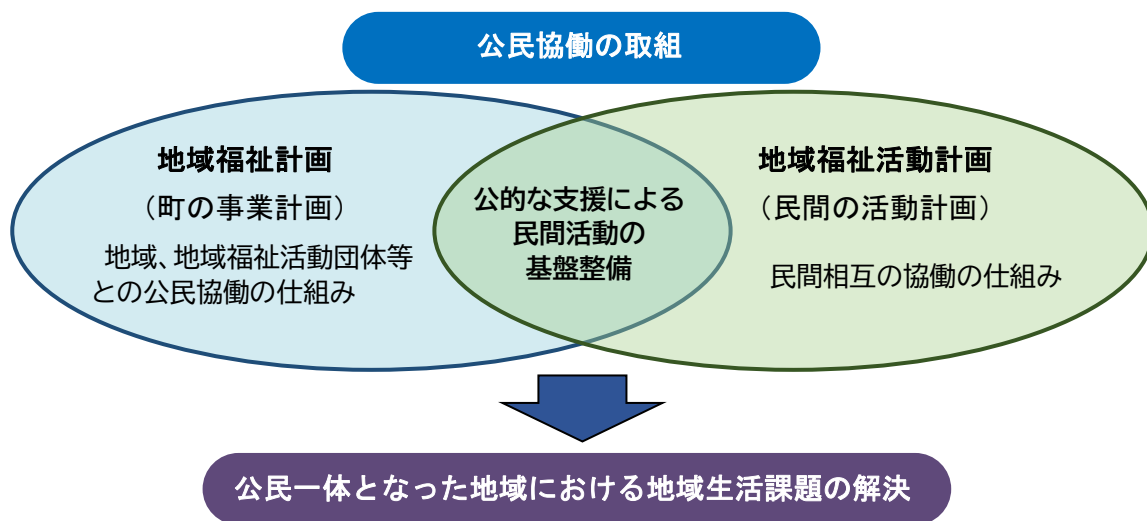 公民協働の取組
地域福祉計画
（町の事業計画）
地域、地域福祉活動団体等
との公民協働の仕組み
公的な支援による
民間活動の
基盤整備
地域福祉活動計画
（民間の活動計画）
民間相互の協働の仕組み
公民一体となった地域における地域生活課題の解決